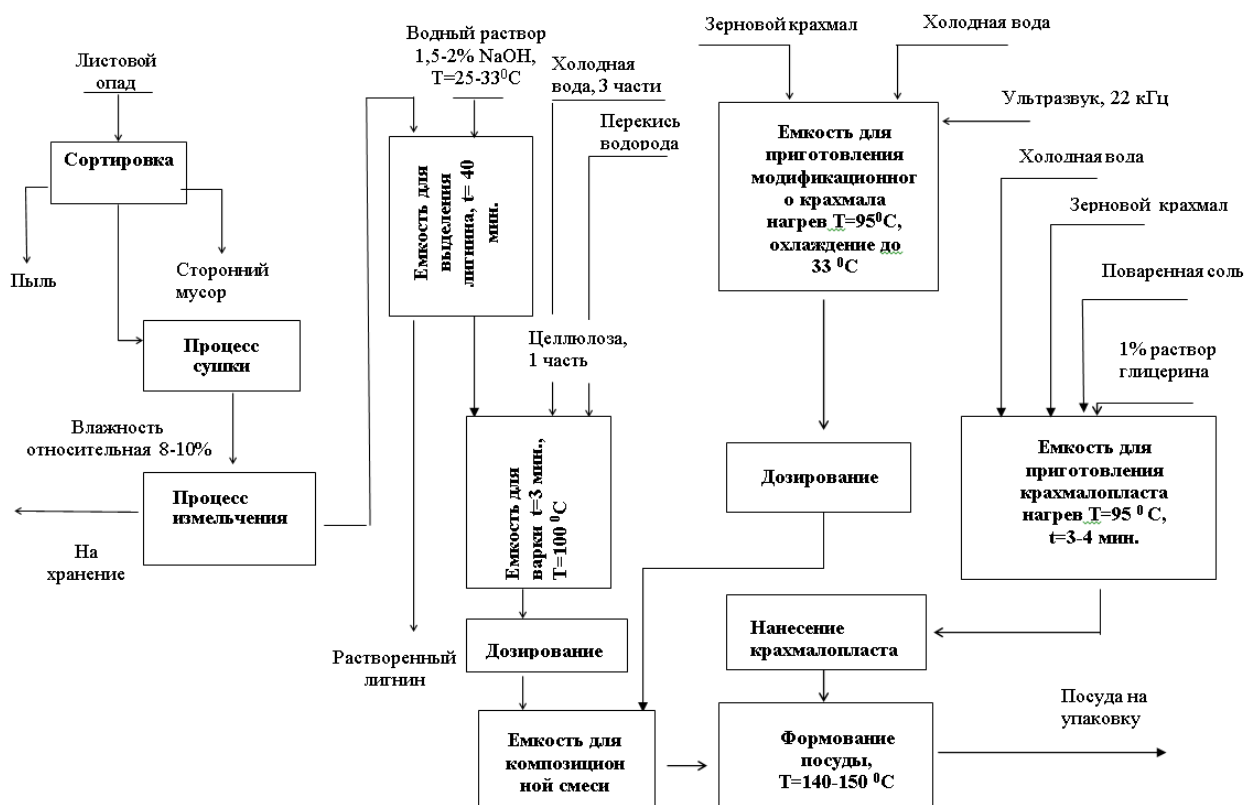 Листовой
опад
Сортировка
Пыль
Сторонний
мусор
Процесс
сушки
Влажность
относительная 8-10%
Процесс
измельчения
На
хранение
Водный раствор
1,5-2% NaOH,
T=25-33⁰C
Емкость для
выделения
лигнина, t= 40
мин.
Растворенный
лигнин
Холодная
вода, 3 части
Перекись
водорода
Целлюлоза,
1 часть
Емкость для
варки t=3 мин.,
T=100 ⁰C
Дозирование
Емкость для
композицион
ной смеси
Зерновой крахмал
Холодная вода
Ультразвук, 22 кГц
Емкость для
приготовления
модификационног
о крахмала
нагрев T=95⁰C,
охлаждение до
33 ⁰C
Дозирование
Холодная вода
Зерновой крахмал
Поваренная соль
1% раствор
глицерина
Емкость для
приготовления
крахмалопласта
нагрев T=95 ⁰ C,
t=3-4 мин.
Нанесение
крахмалопласта
Формование
посуды,
T=140-150 ⁰C
Посуда на
упаковку